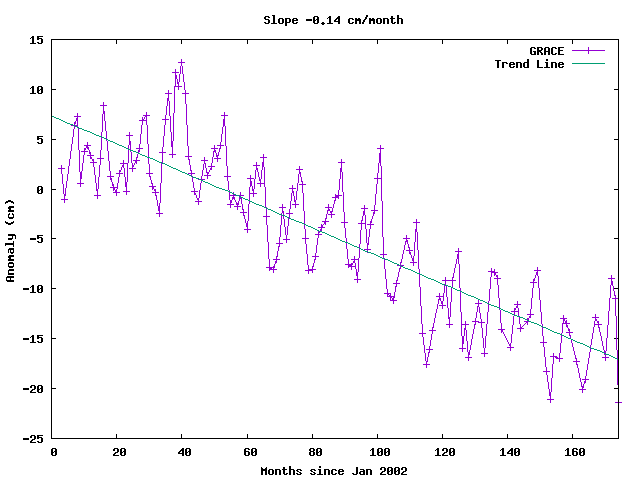 Slope -0.14 cm/month
GRACE
Trend Line
15
10
5
0
-5
-10
-15
-20
-25
Anomaly (cm)
0 20 40 60 80 100 120 140 160
Months since Jan 2002